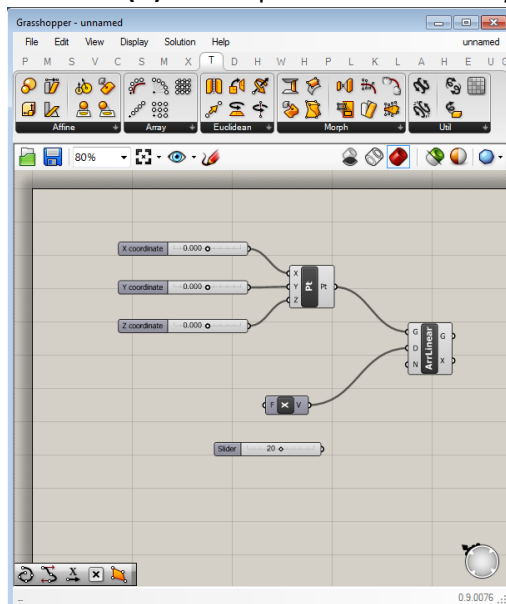 Grasshopper - unnamed
File Edit View Display Solution Help unnamed
P M S V C S M X T D H W H P L K L A H E U
Affine Array Euclidean Morph Util
80%
X coordinate 0.000
Y coordinate 0.000
Z coordinate 0.000
X
Y Pt Pt
Z
G G
D ArrLinear
N X
F X V
Slider 20
X
0.9.0076